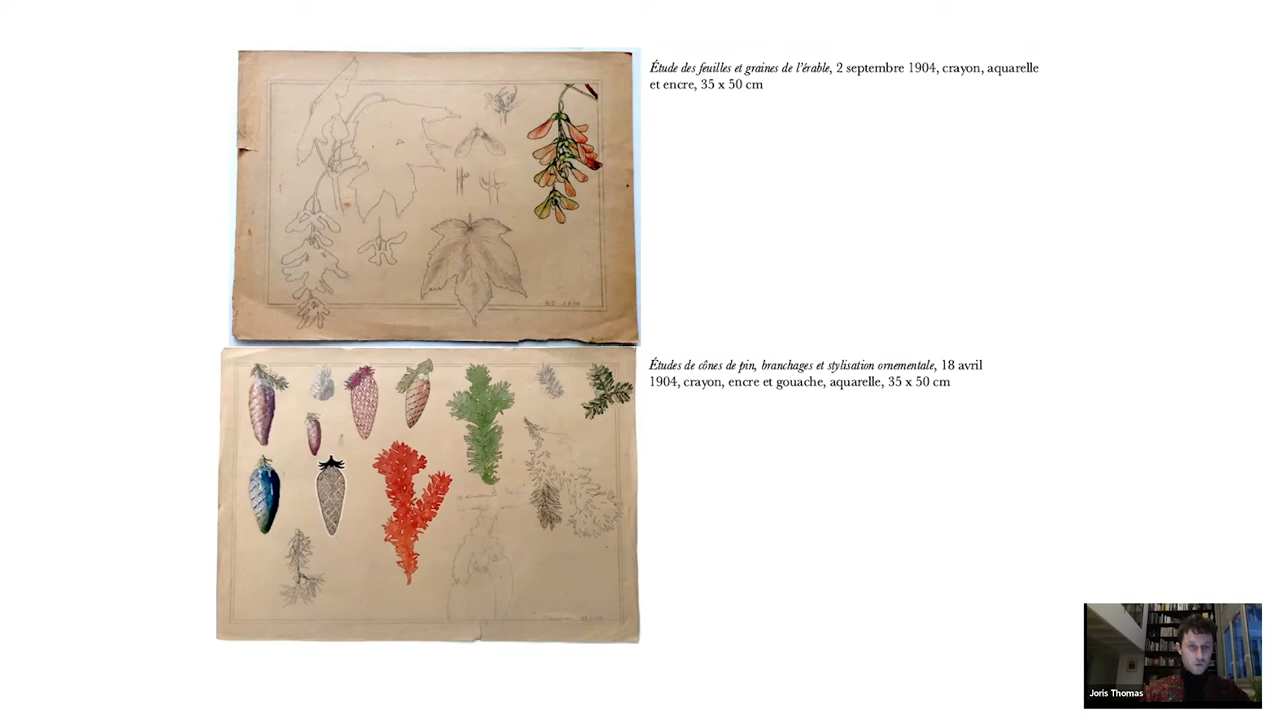 Étude des feuilles et graines de l’érable, 2 septembre 1904, crayon, aquarelle
et encre, 35 x 50 cm
Études de cônes de pin, branchages et stylisation ornementale, 18 avril
1904, crayon, encre et gouache, aquarelle, 35 x 50 cm
Joris Thomas